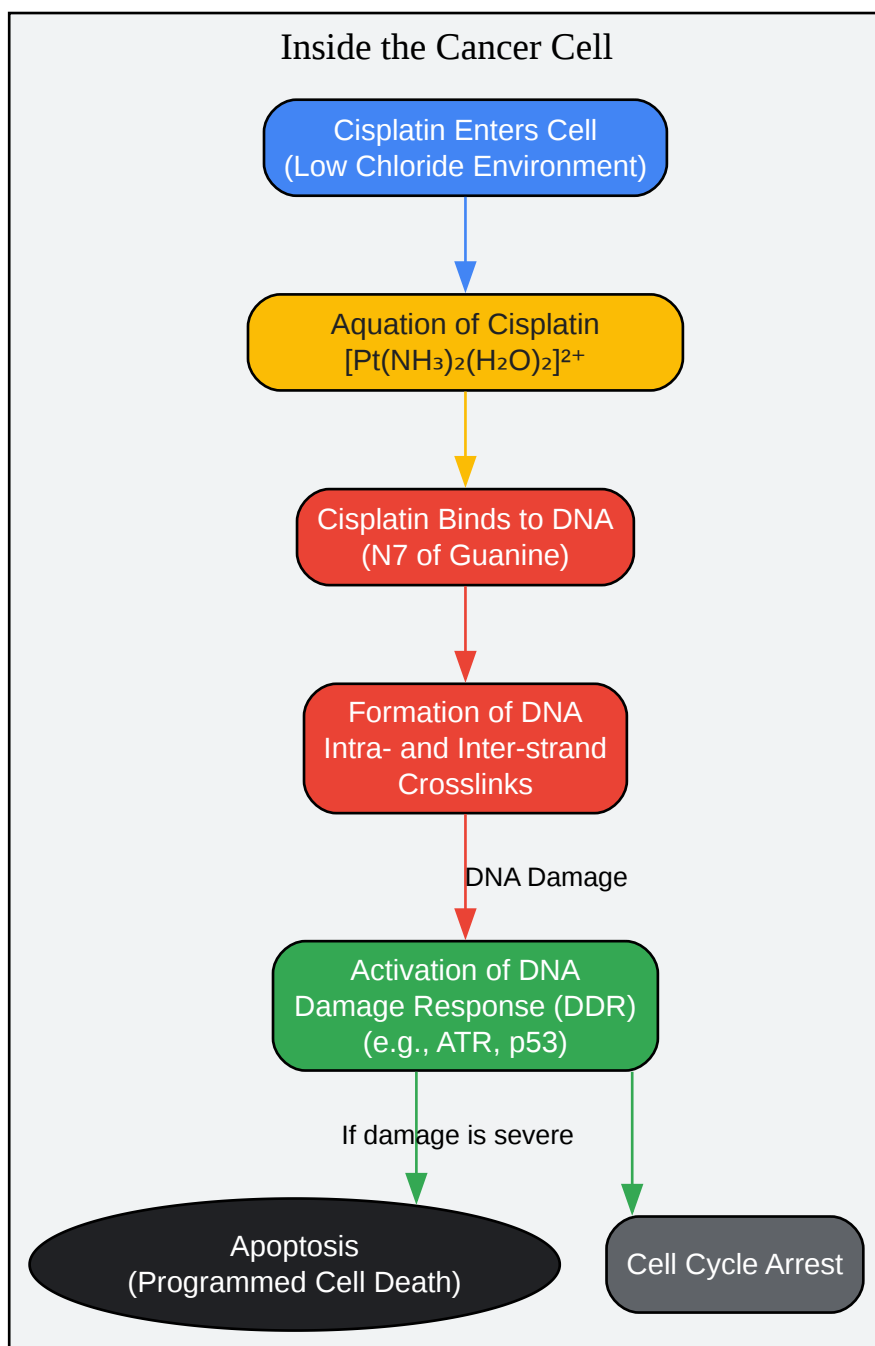 Inside the Cancer Cell
Cisplatin Enters Cell
(Low Chloride Environment)
Aquation of Cisplatin
[Pt(NH₃)₂(H₂O)₂]²⁺
Cisplatin Binds to DNA
(N7 of Guanine)
Formation of DNA
Intra- and Inter-strand
Crosslinks
DNA Damage
Activation of DNA
Damage Response (DDR)
(e.g., ATR, p53)
If damage is severe
Apoptosis
(Programmed Cell Death)
Cell Cycle Arrest